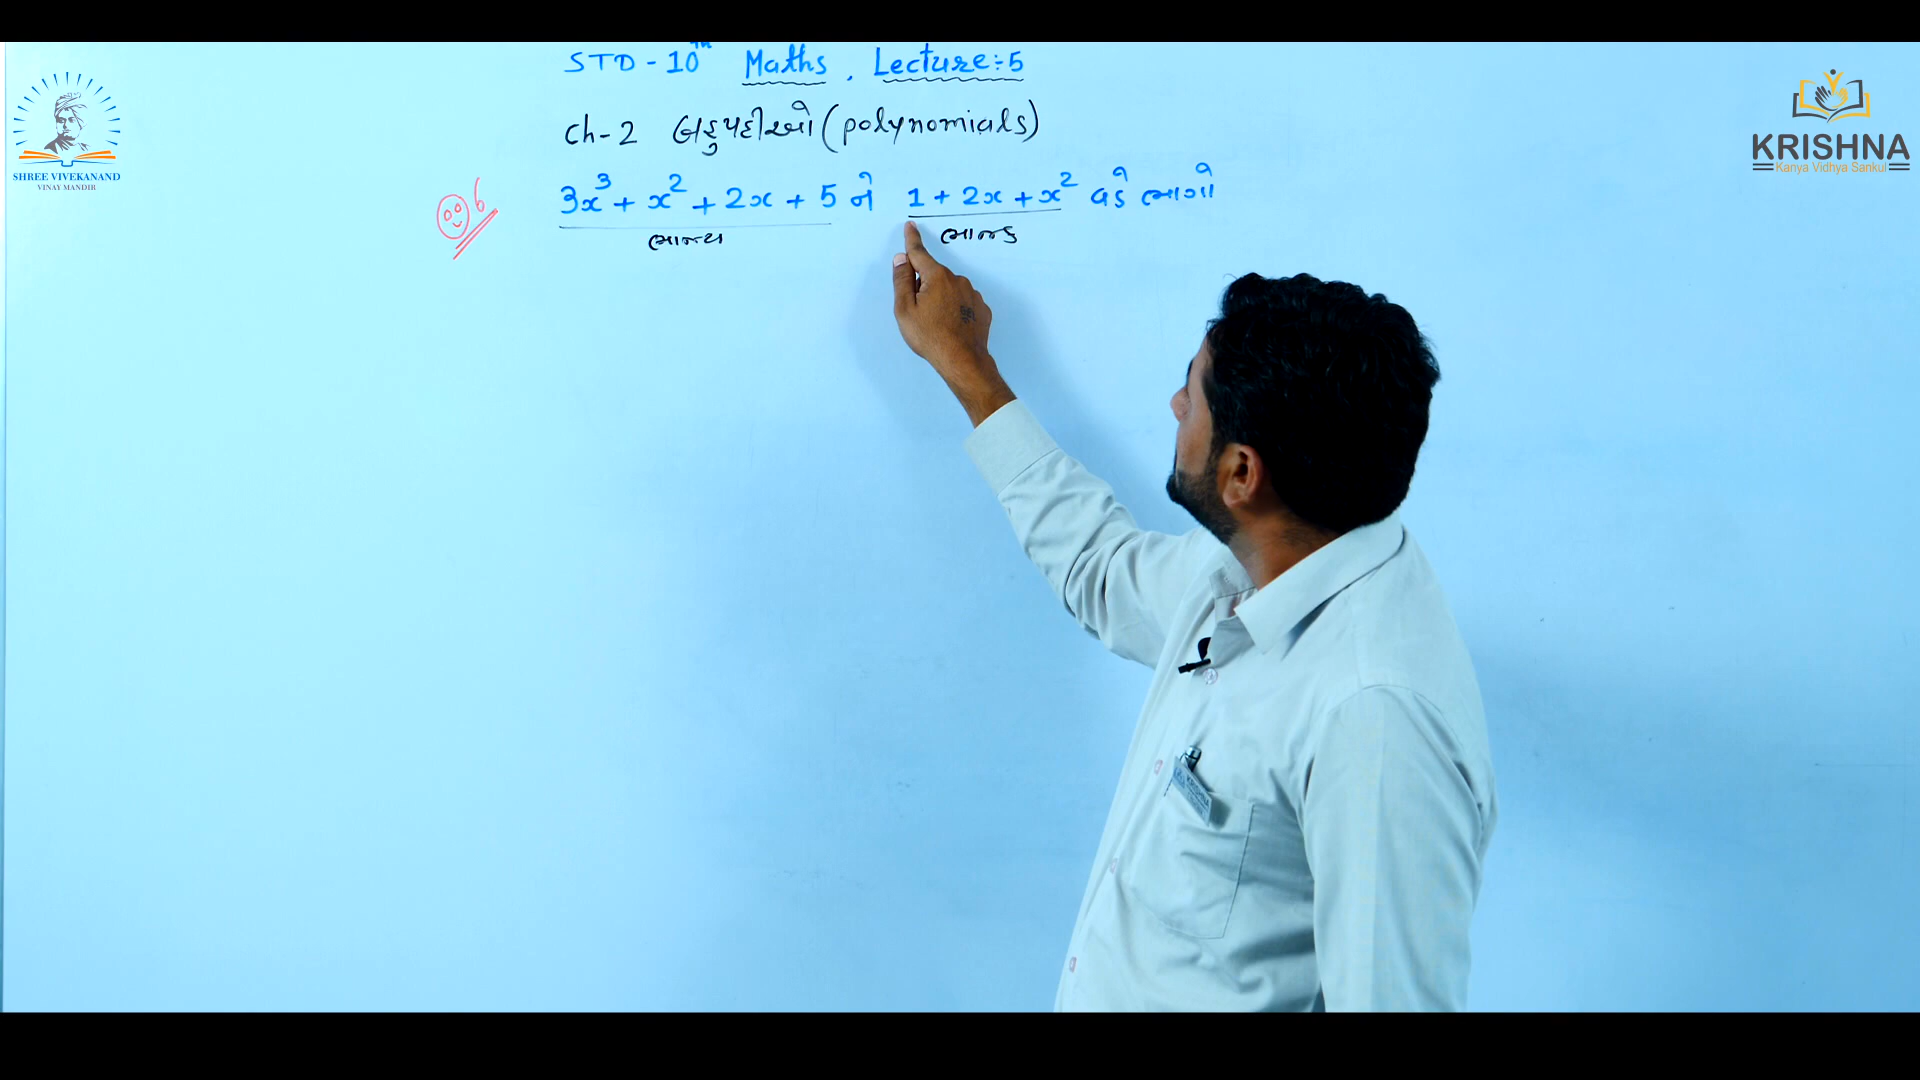 STD-10th Maths, Lecture:-5
Ch-2 બહુપદીઓ (polynomials)
6
3x³ + x² + 2x + 5 ને 1 + 2x + x² વડે ભાગો
ભાજ્ય ભાજક
SHREE VIVEKANAND
VINAY MANDIR
KRISHNA
Kanya Vidhya Sankul